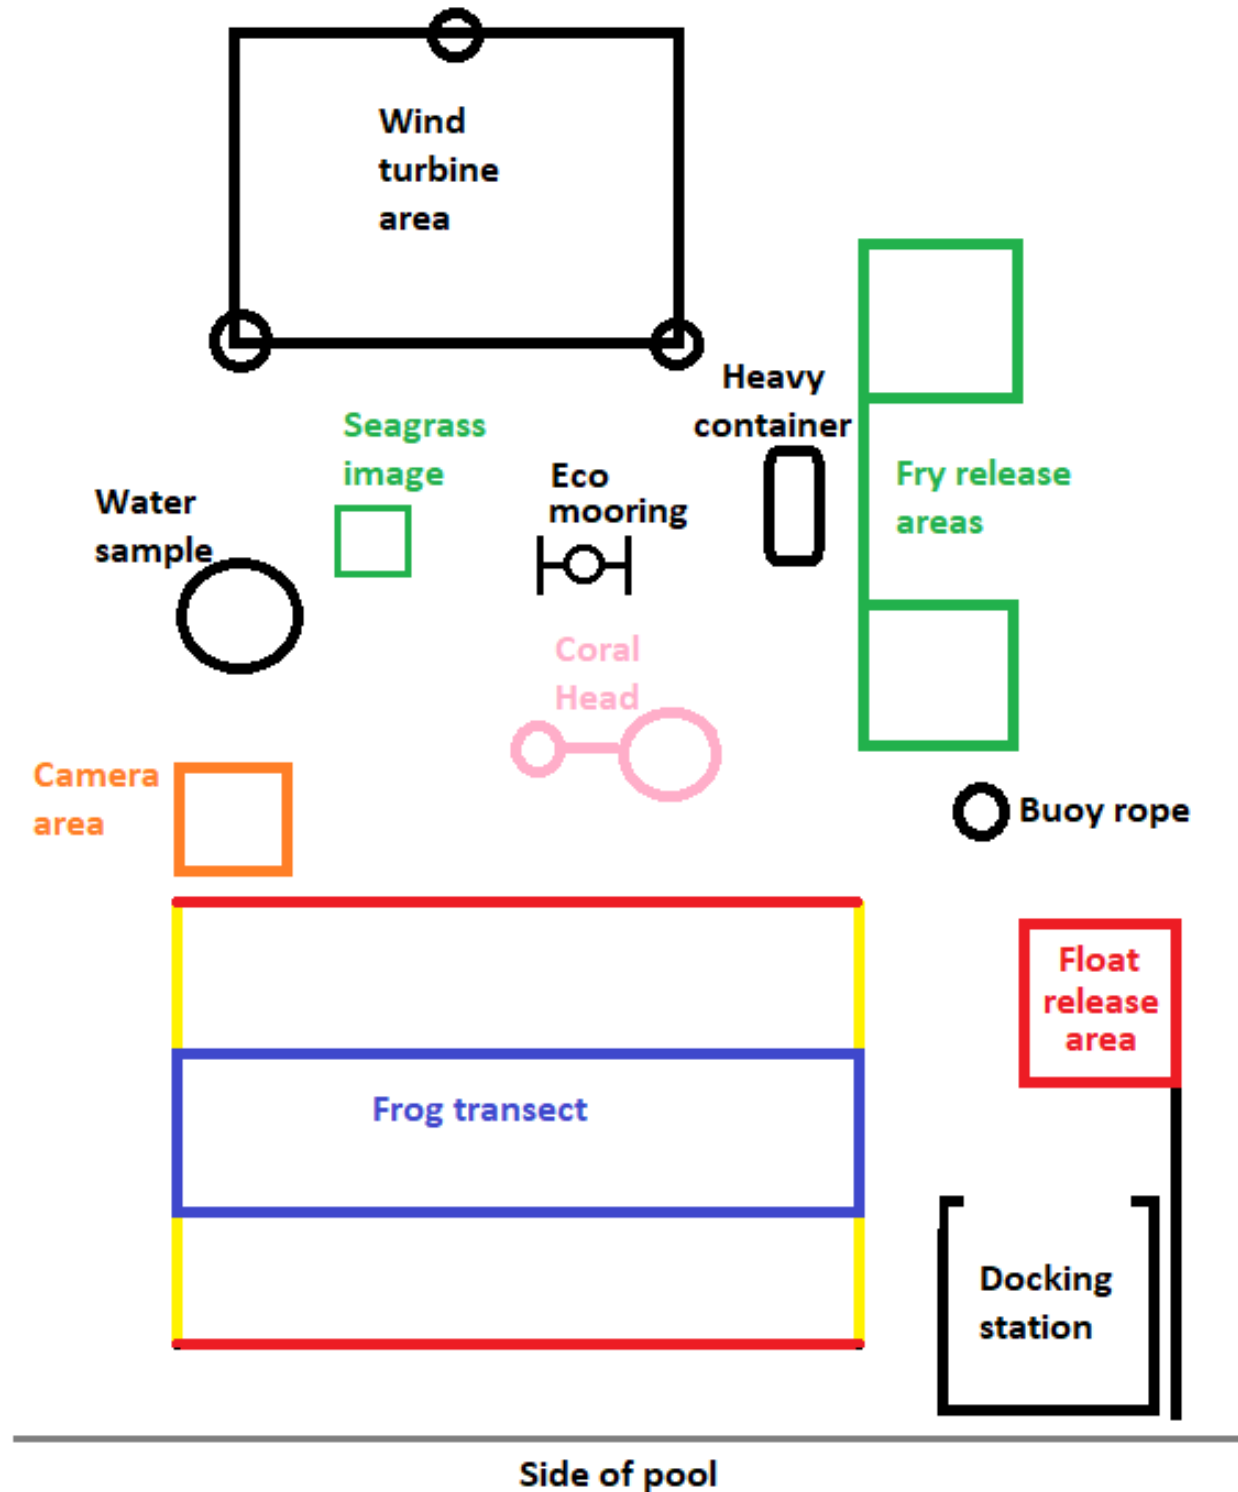 Wind
turbine
area
Heavy
container
Seagrass
image
Eco
mooring
Fry release
areas
Water
sample
Coral
Head
Camera
area
Buoy rope
Float
release
area
Frog transect
Docking
station
Side of pool